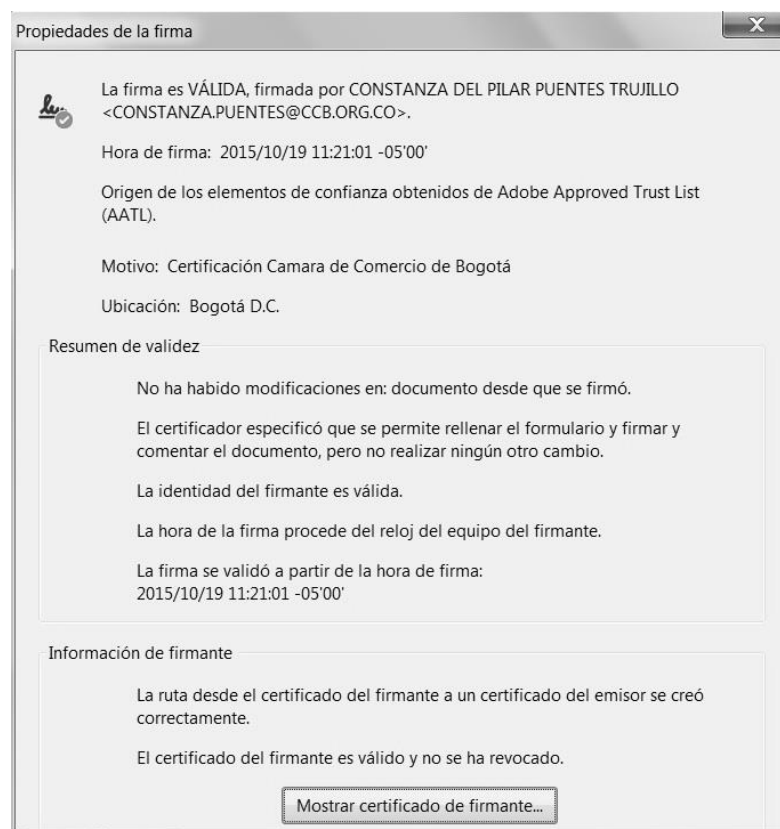 Propiedades de la firma
La firma es VÁLIDA, firmada por CONSTANZA DEL PILAR PUENTES TRUJILLO
<CONSTANZA.PUENTES@CCB.ORG.CO>.
Hora de firma: 2015/10/19 11:21:01 -05'00'
Origen de los elementos de confianza obtenidos de Adobe Approved Trust List
(AATL).
Motivo: Certificación Camara de Comercio de Bogotá
Ubicación: Bogotá D.C.
Resumen de validez
No ha habido modificaciones en: documento desde que se firmó.
El certificador especificó que se permite rellenar el formulario y firmar y
comentar el documento, pero no realizar ningún otro cambio.
La identidad del firmante es válida.
La hora de la firma procede del reloj del equipo del firmante.
La firma se validó a partir de la hora de firma:
2015/10/19 11:21:01 -05'00'
Información de firmante
La ruta desde el certificado del firmante a un certificado del emisor se creó
correctamente.
El certificado del firmante es válido y no se ha revocado.
Mostrar certificado de firmante...